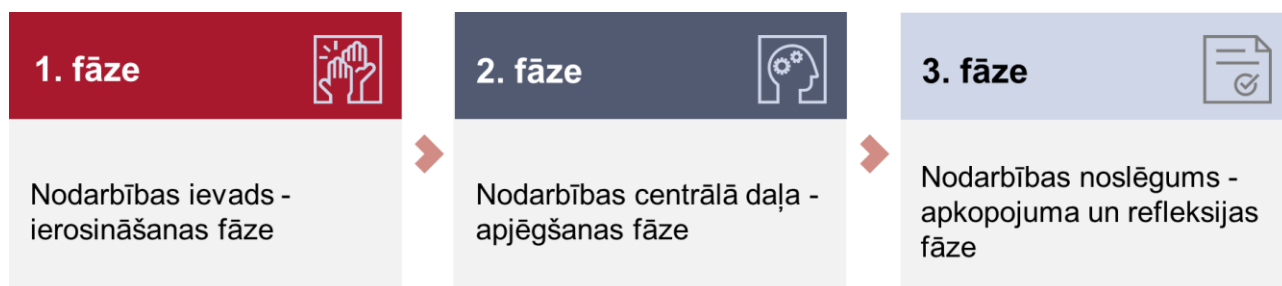 1. fāze
Nodarbības ievads -
ierosināšanas fāze
2. fāze
Nodarbības centrālā daļa -
apjēgšanas fāze
3. fāze
Nodarbības noslēgums -
apkopojuma un refleksijas
fāze